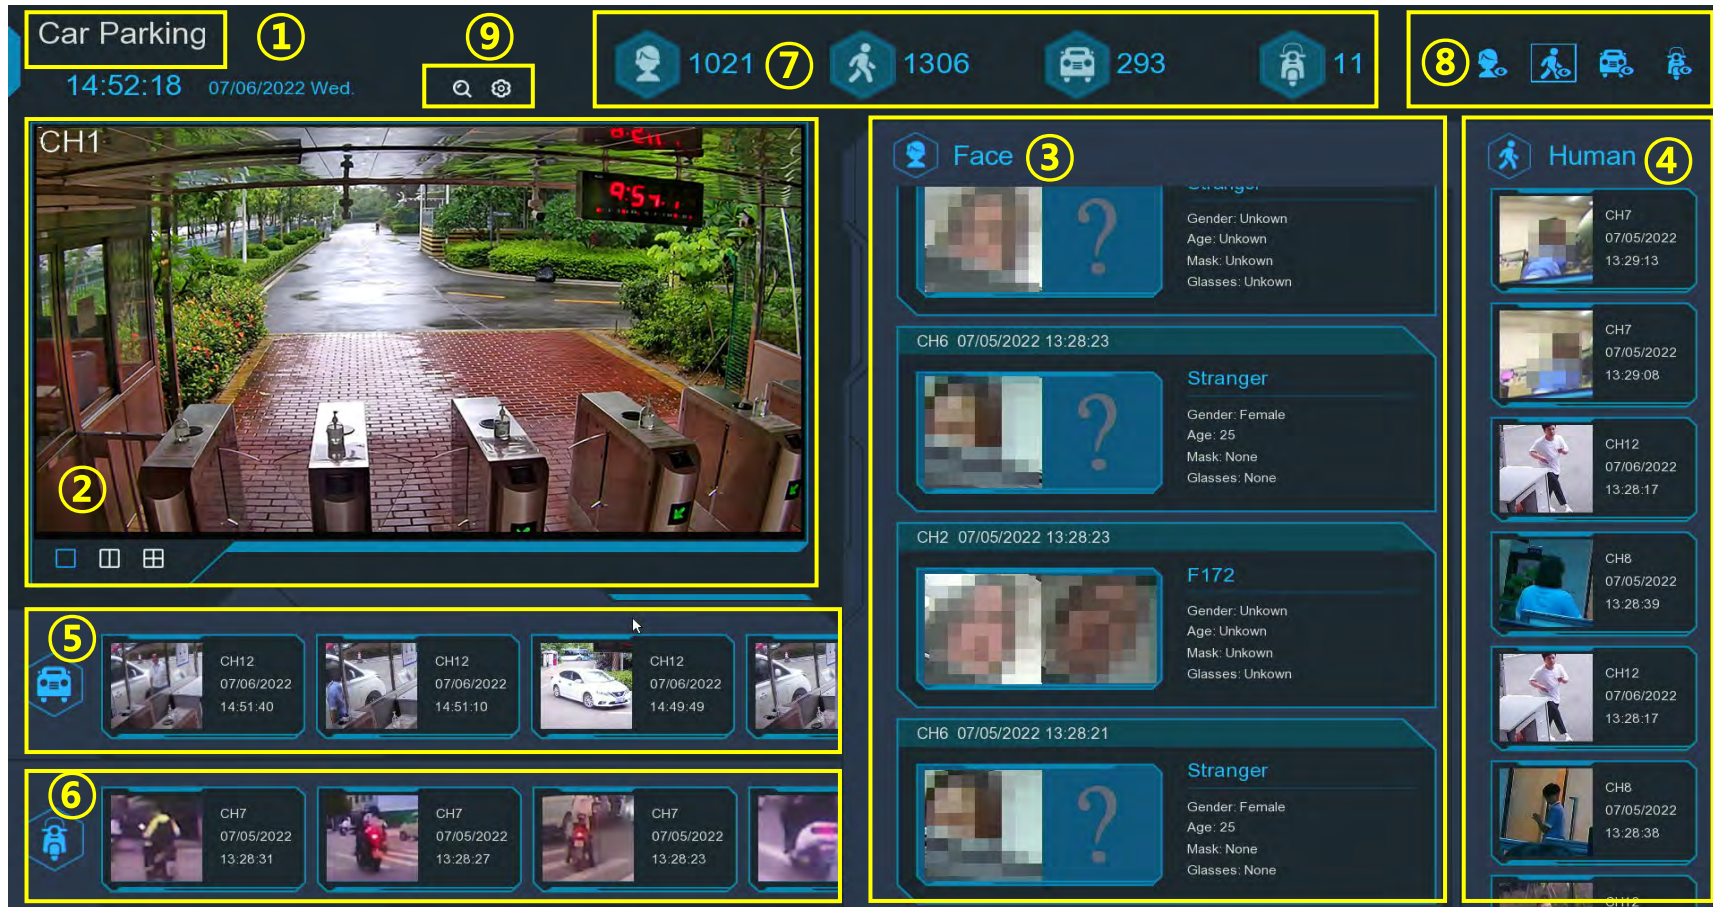 Car Parking
①
⑨
14:52:18 07/06/2022 Wed.
1021
⑦
1306
293
11
⑧
CH1
9:57
②
⑤
CH12
07/06/2022
14:51:40
CH12
07/06/2022
14:51:10
CH12
07/06/2022
14:49:49
⑥
CH7
07/05/2022
13:28:31
CH7
07/05/2022
13:28:27
CH7
07/05/2022
13:28:23
Face ③
Stranger
Gender: Unkown
Age: Unkown
Mask: Unkown
Glasses: Unkown
CH6 07/05/2022 13:28:23
Stranger
Gender: Female
Age: 25
Mask: None
Glasses: None
CH2 07/05/2022 13:28:23
F172
Gender: Unkown
Age: Unkown
Mask: Unkown
Glasses: Unkown
CH6 07/05/2022 13:28:21
Stranger
Gender: Female
Age: 25
Mask: None
Glasses: None
Human ④
CH7
07/05/2022
13:29:13
CH7
07/05/2022
13:29:08
CH12
07/06/2022
13:28:17
CH8
07/05/2022
13:28:39
CH12
07/06/2022
13:28:17
CH8
07/05/2022
13:28:38
CH12